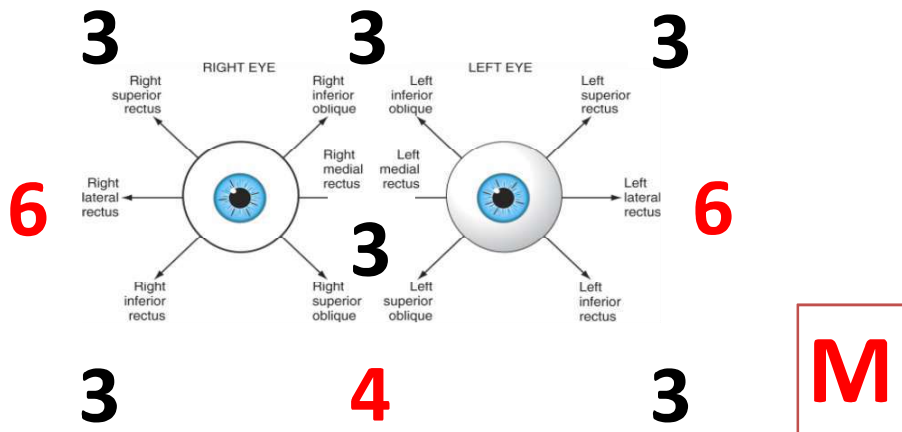 3 3 3
RIGHT EYE LEFT EYE
Right
superior
rectus
Right
inferior
oblique
Left
inferior
oblique
Left
superior
rectus
Right
medial
rectus
Left
medial
rectus
6
Right
lateral
rectus
Left
lateral
rectus
6
3
Right
inferior
rectus
Right
superior
oblique
Left
superior
oblique
Left
inferior
rectus
3 4 3
M